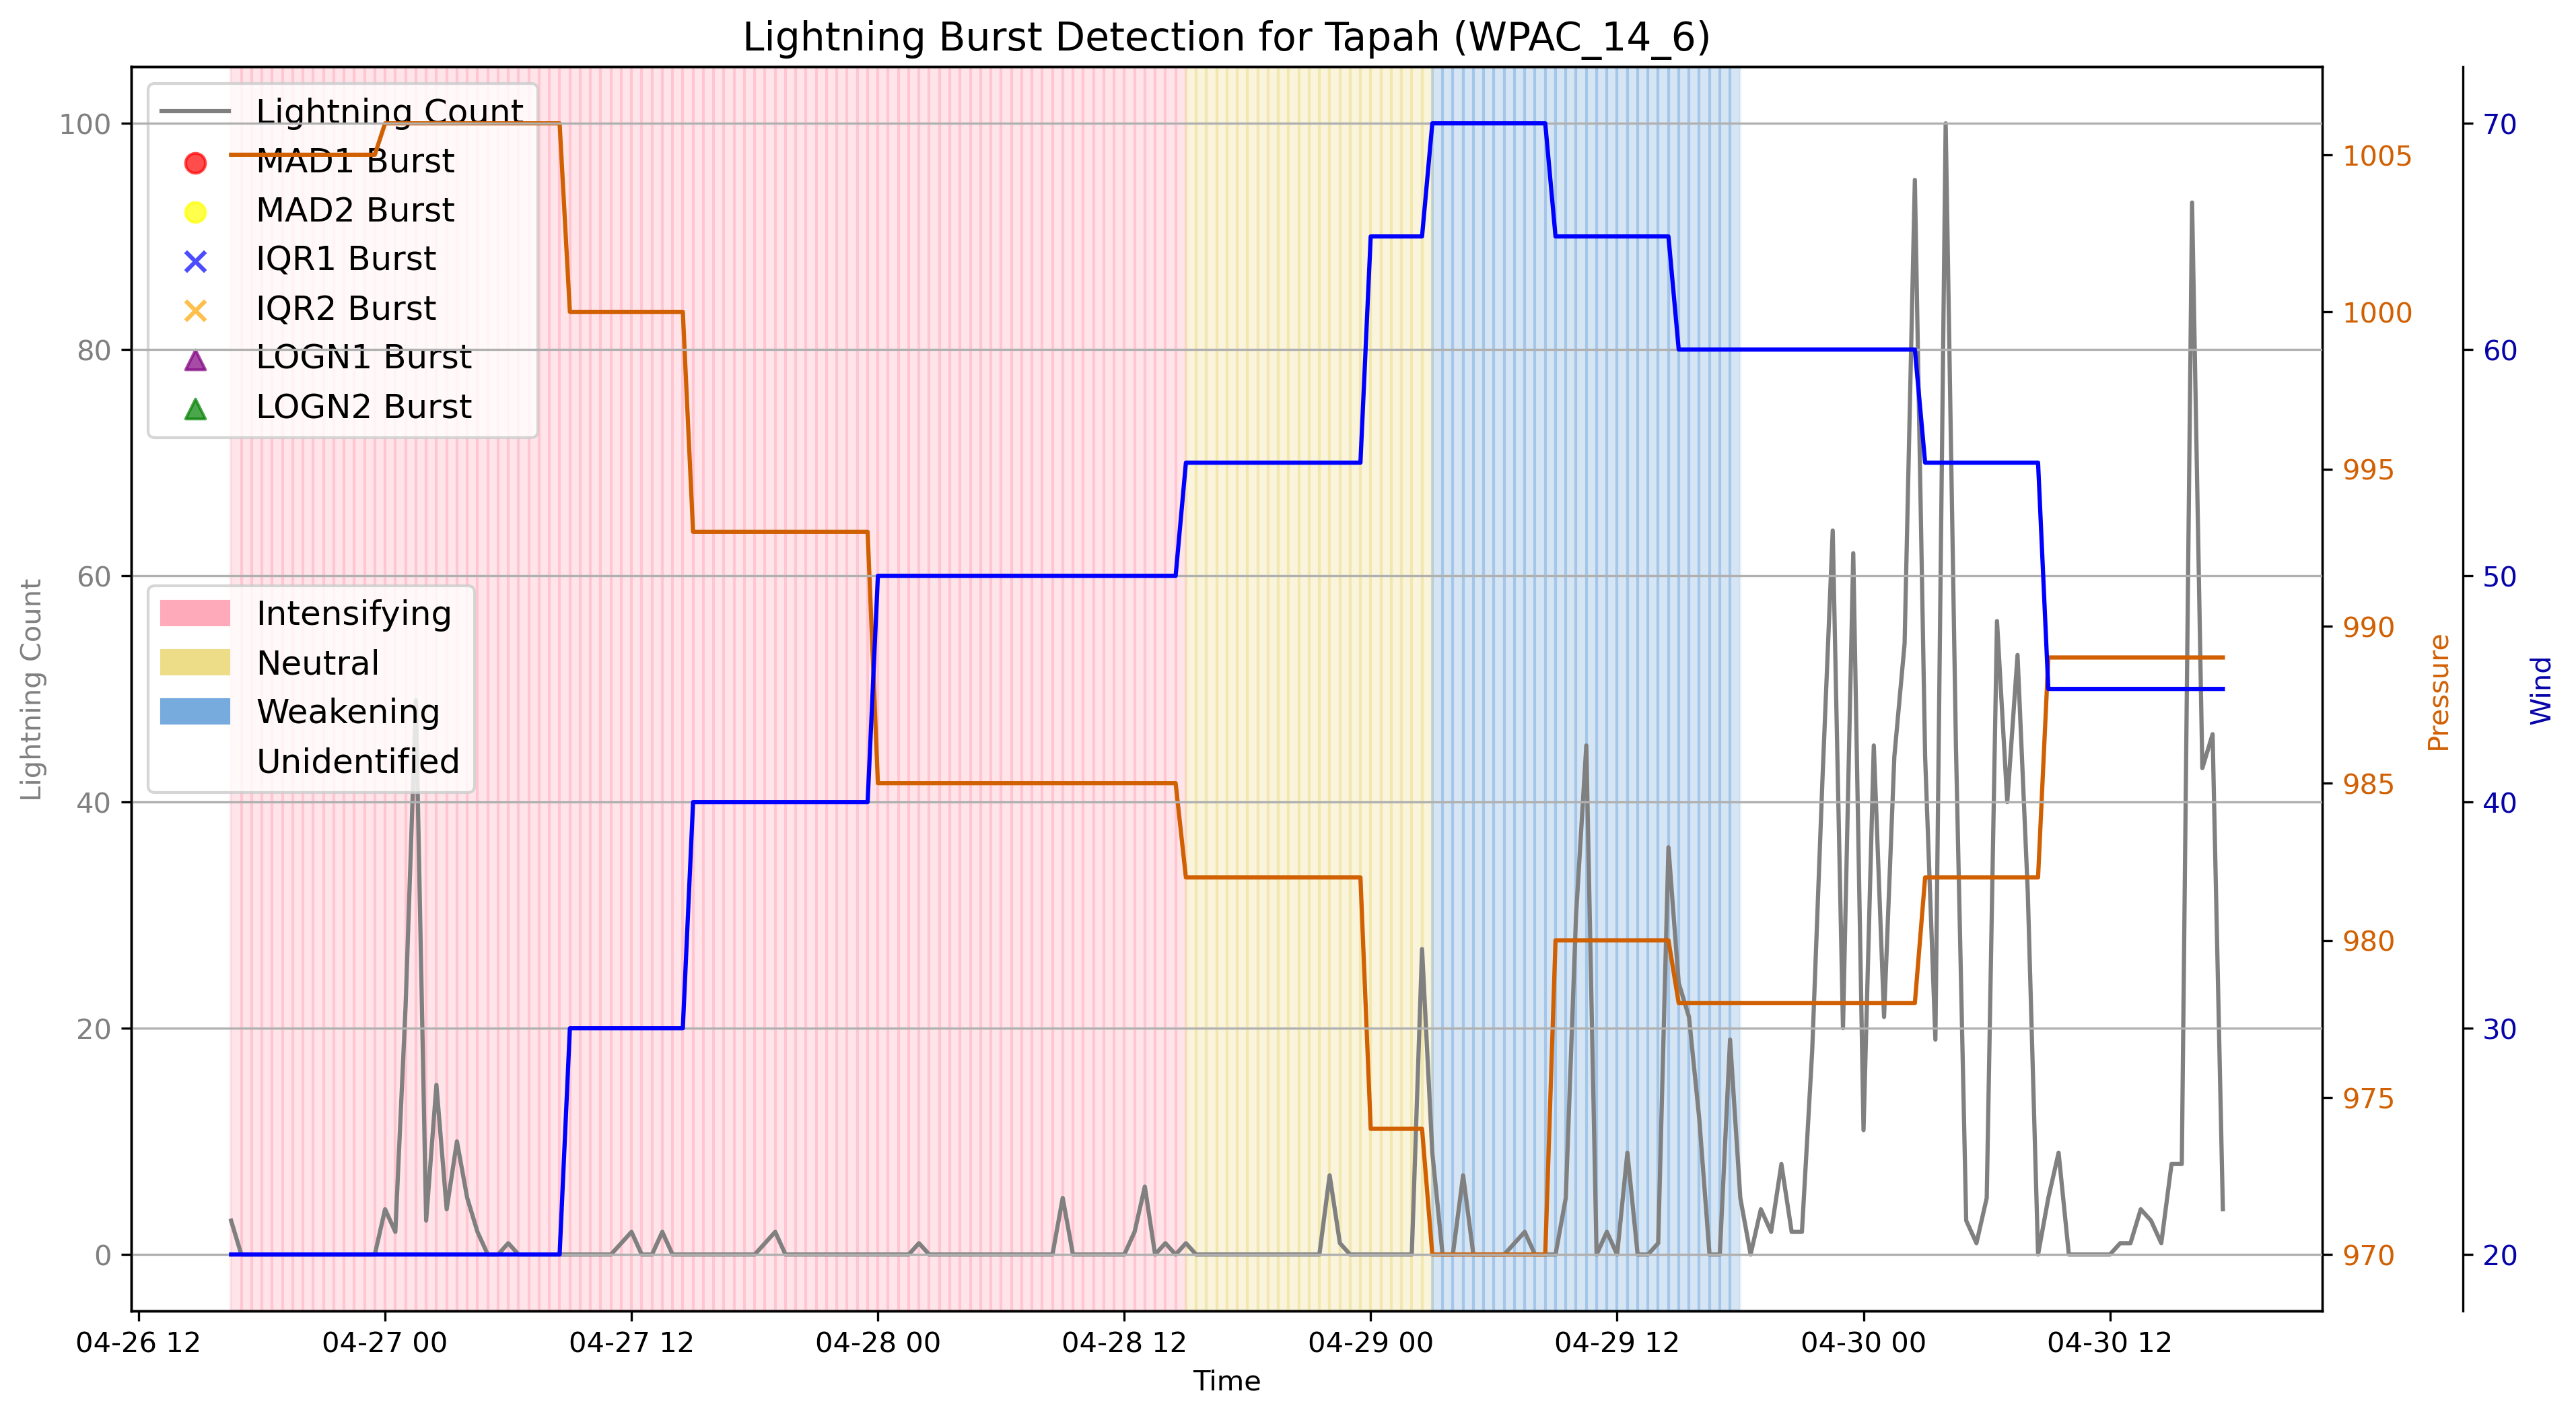 Lightning Burst Detection for Tapah (WPAC_14_6)
Lightning Count
MAD1 Burst
MAD2 Burst
IQR1 Burst
IQR2 Burst
LOGN1 Burst
LOGN2 Burst
Intensifying
Neutral
Weakening
Unidentified
Lightning Count
100
80
60
40
20
0
1005
1000
995
990
985
980
975
970
Pressure
70
60
50
40
30
20
Wind
04-26 12
04-27 00
04-27 12
04-28 00
04-28 12
04-29 00
04-29 12
04-30 00
04-30 12
Time